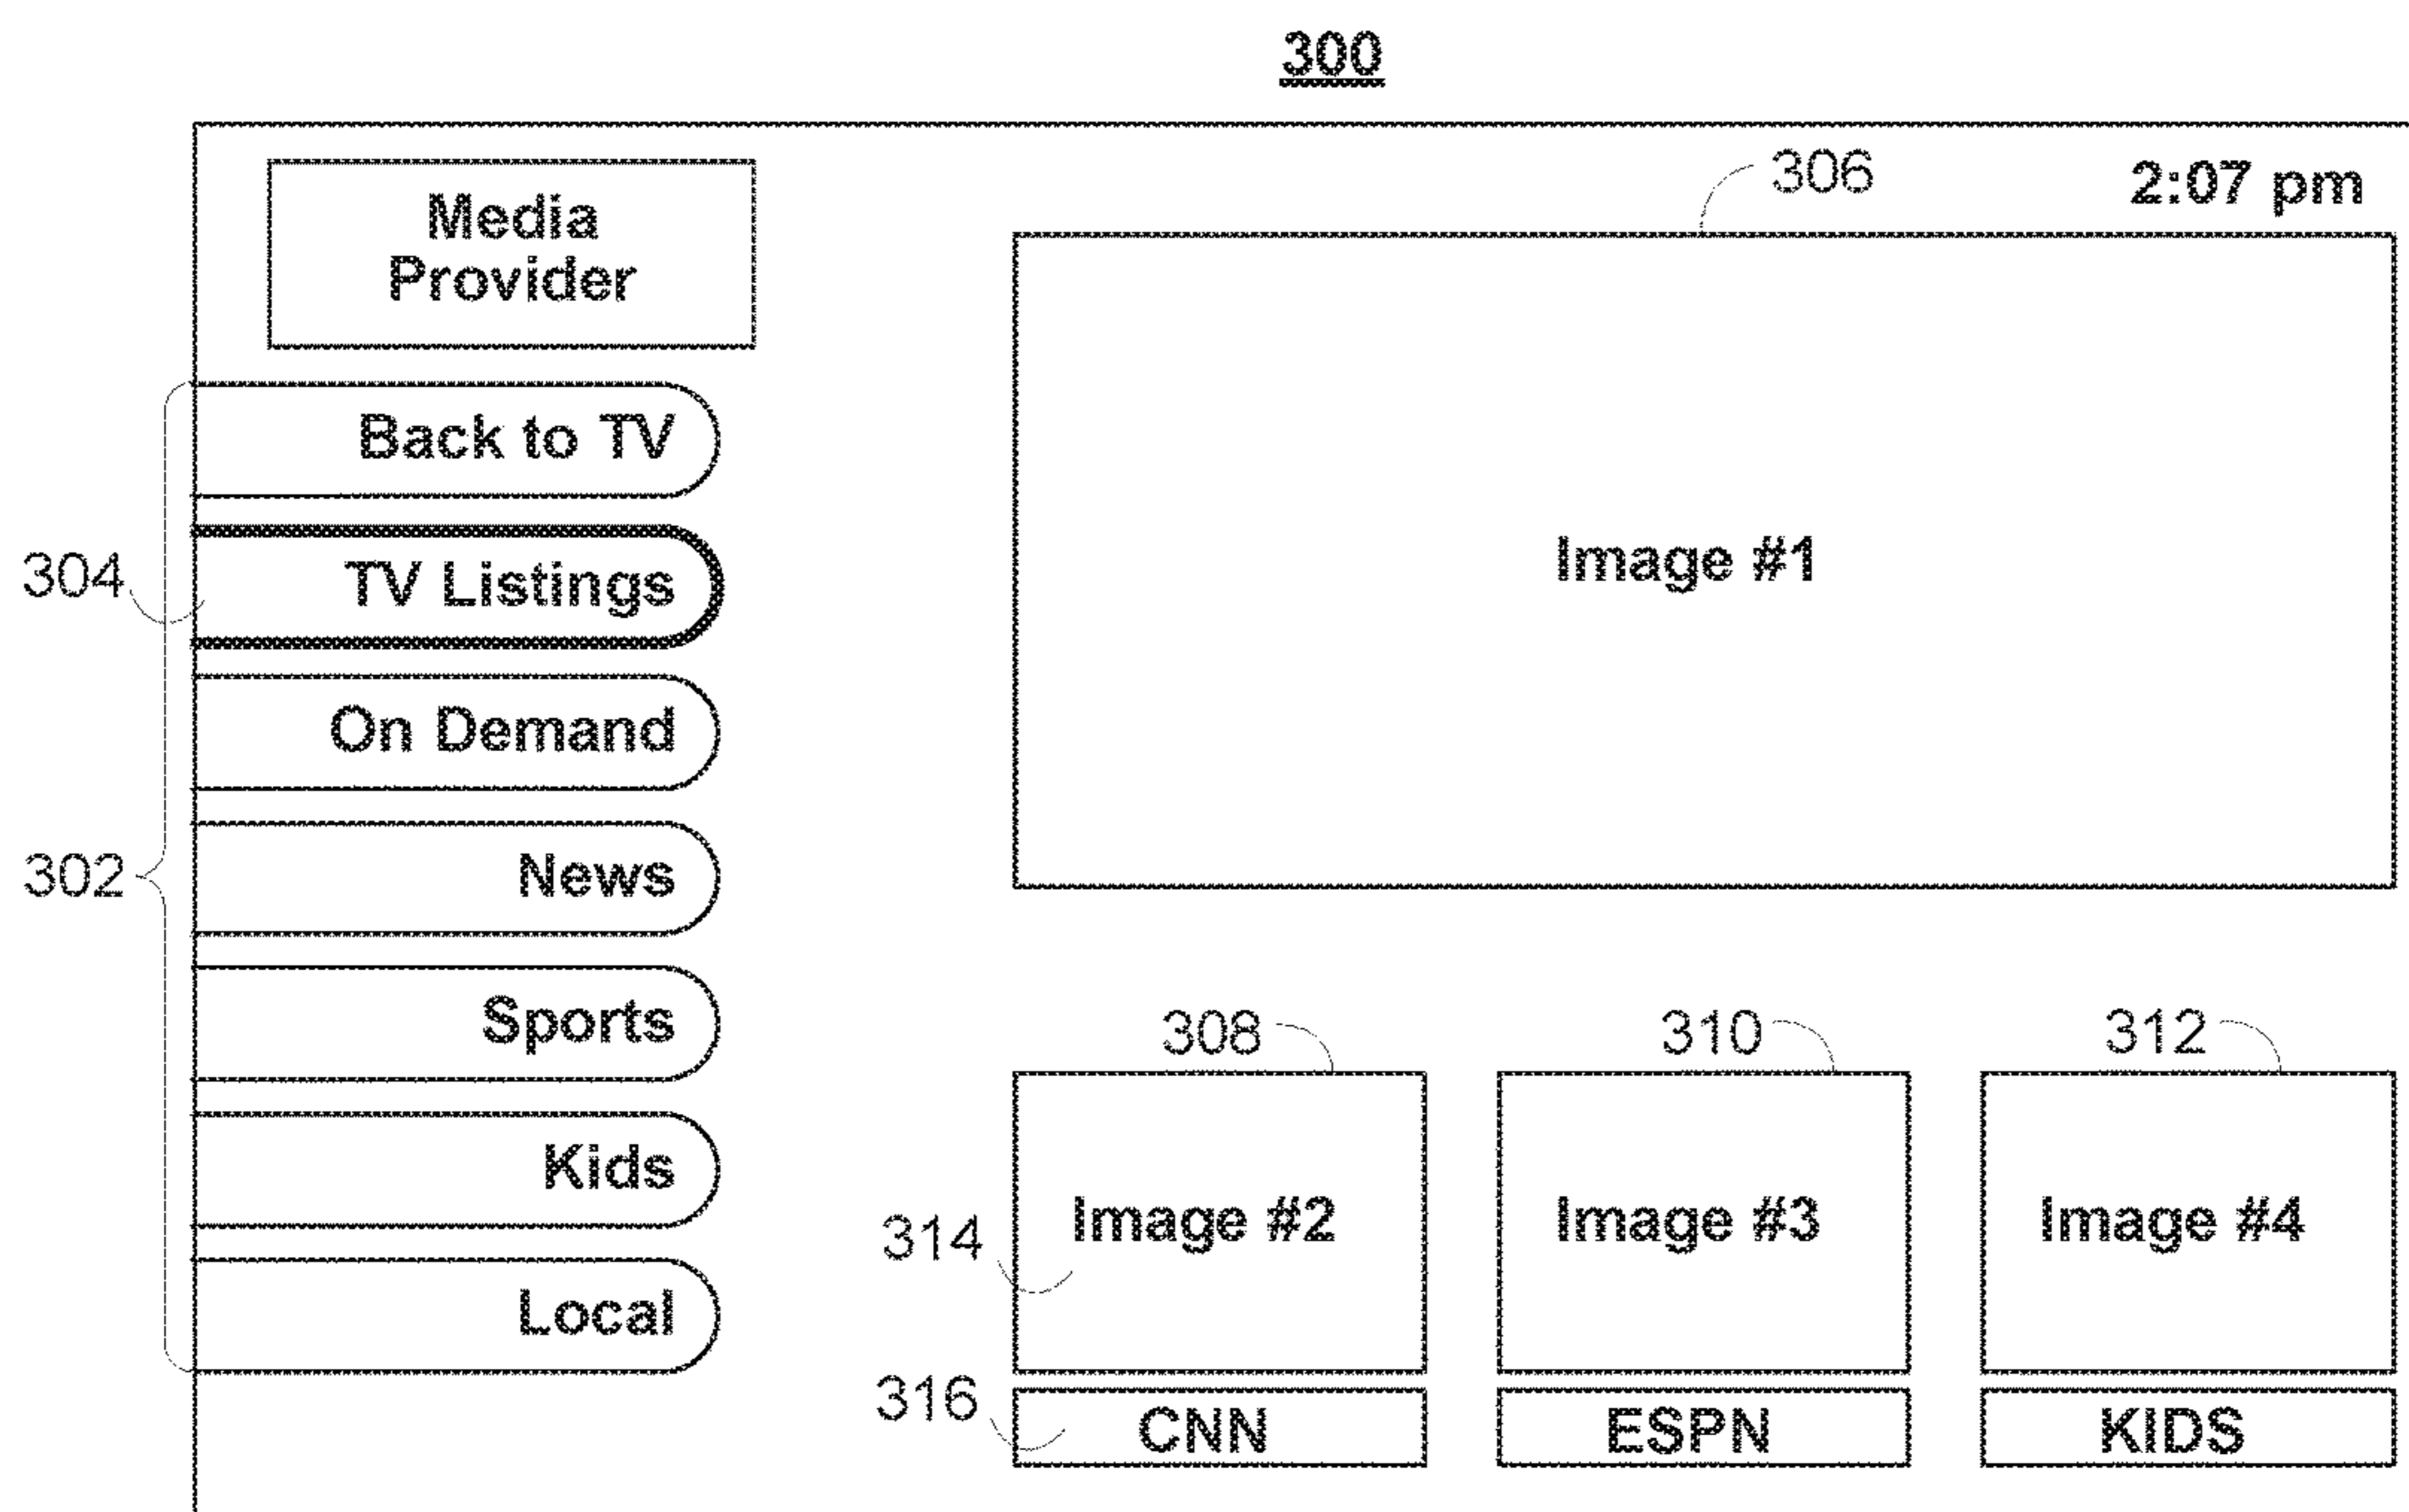 300
306
2:07 pm
Media
Provider
Back to TV
304
TV Listings
Image #1
On Demand
302
News
Sports
308
310
312
Kids
314
Image #2
Image #3
Image #4
Local
316
CNN
ESPN
KIDS